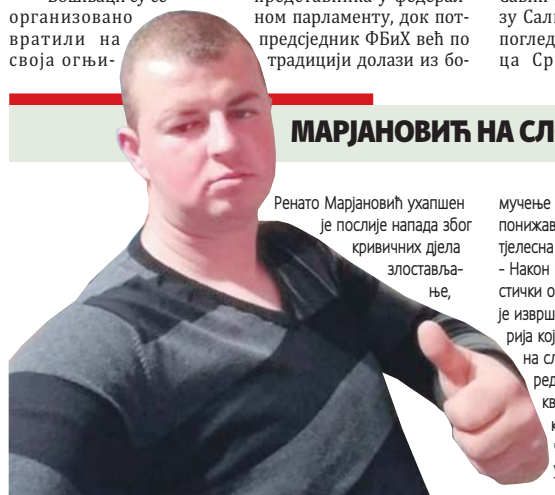 организовано
вратили на
своја огњи-
ном парламенту, док пот-
предсједник ФБиХ већ по
традицији долази из бо-
зу
МАРЈАНОВИЋ НА СЛ
Ренато Марјановић ухапшен
је послије напада због
кривичних дјела
злоставља-
ње,
мучење
понижав
тјелесна
- Након
стички о
је изврш
рија кој
на сл
ред
кв